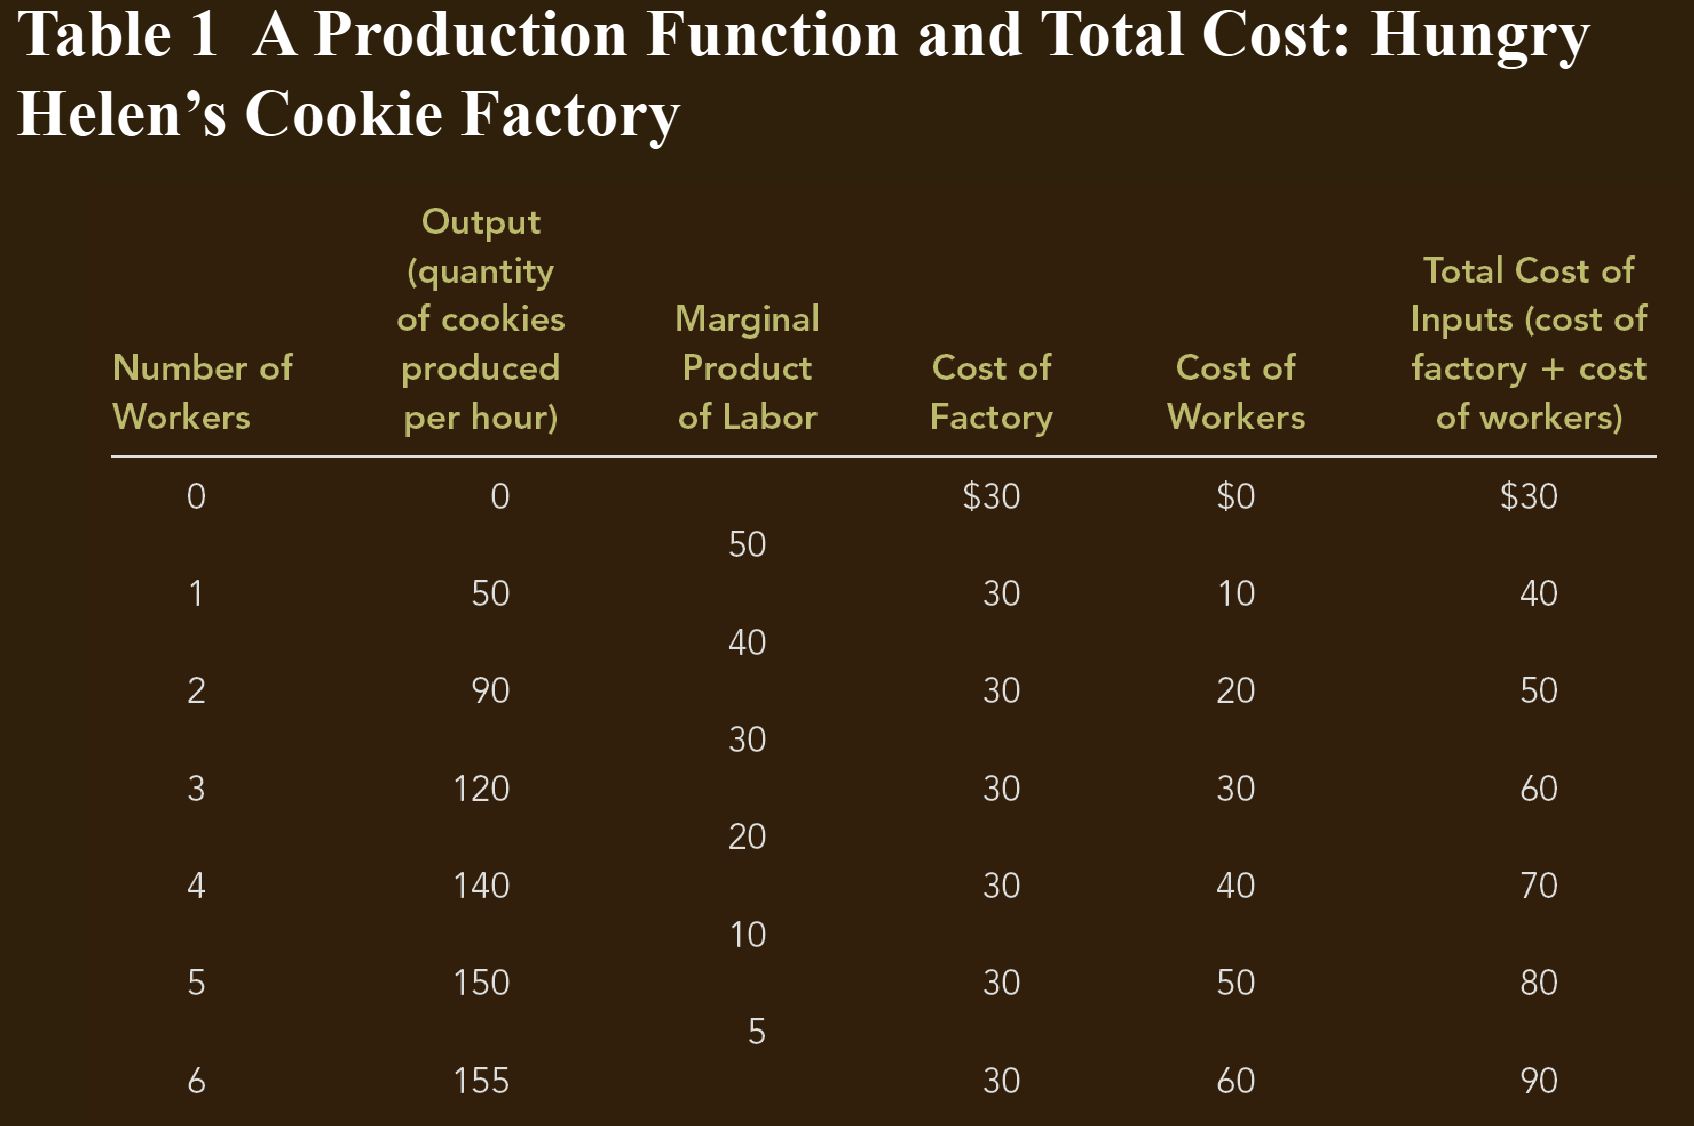 Table 1 A Production Function and Total Cost: Hungry
Helen’s Cookie Factory
Output
(quantity Total Cost of
of cookies Marginal Inputs (cost of
Number of produced Product Cost of Cost of factory + cost
Workers per hour) of Labor Factory Workers of workers)
0 0 $30 $0 $30
50
1 50 30 10 40
40
2 90 30 20 50
30
3 120 30 30 60
20
4 140 30 40 70
10
5 150 30 50 80
5
6 155 30 60 90